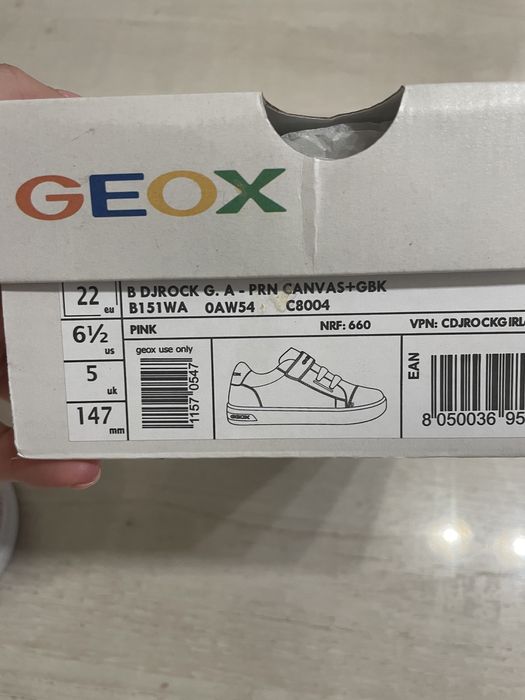 GEOX
22 eu
B DJROCK G. A - PRN CANVAS+GBK
B151WA 0AW54 C8004
6½ us
PINK NRF: 660 VPN: CDJROCKGIRL
5 uk
geox use only
1157 0547
147 mm
GEOX
EAN
8 050036 95